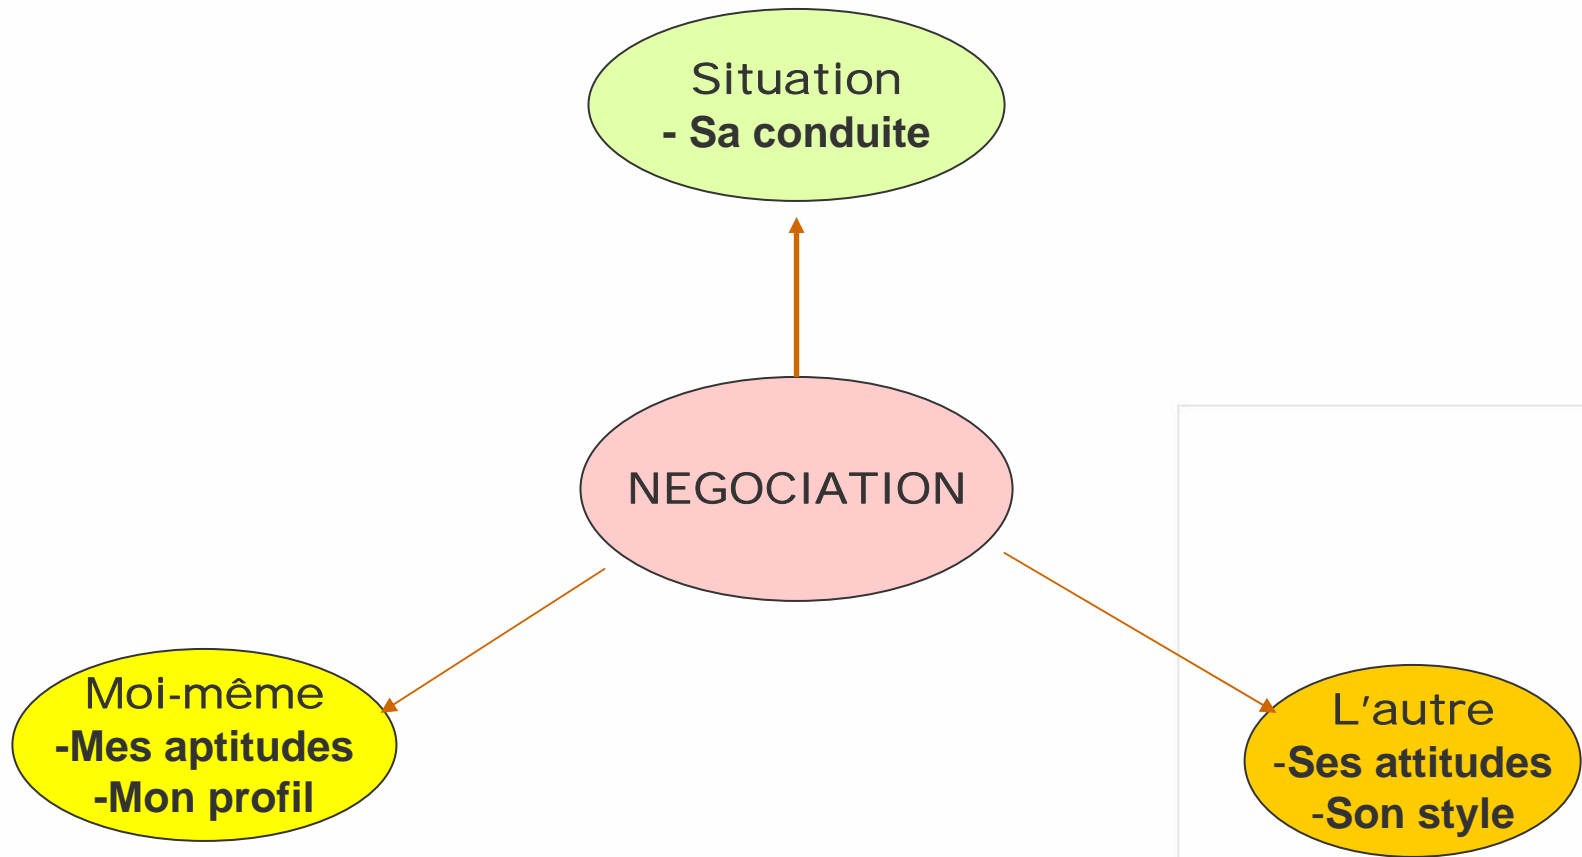 Situation
- Sa conduite
NEGOCIATION
Moi-même
-Mes aptitudes
-Mon profil
L'autre
-Ses attitudes
-Son style